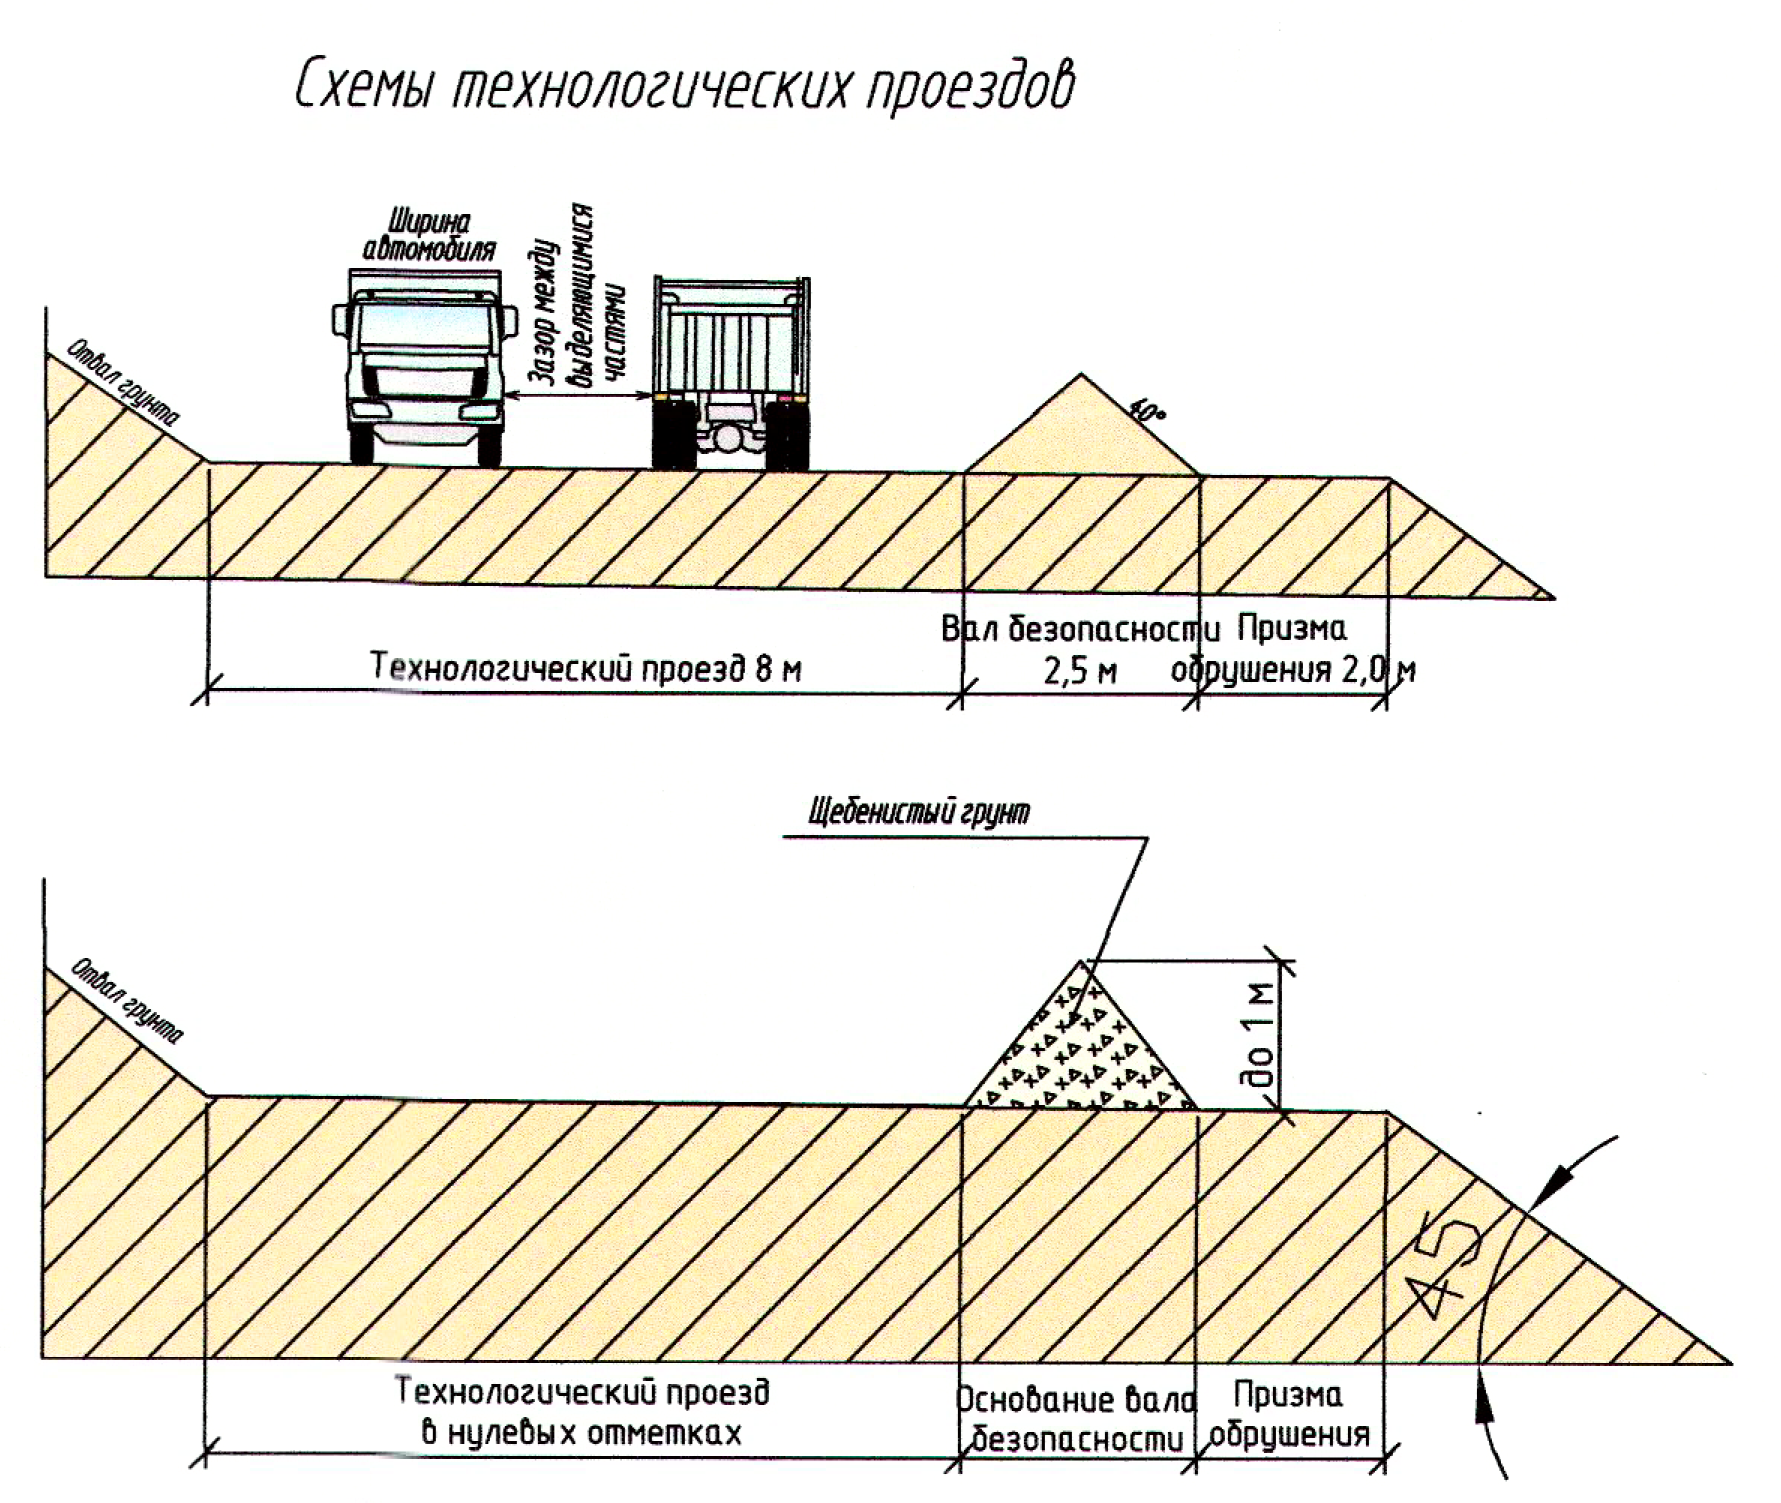 Схемы технологических проездов
Ширина
автомобиля
Зазор между
выделяющимися
частями
Отвал грунта
40°
Вал безопасности
2,5 м
Призма
обрушения 2,0 м
Технологический проезд 8 м
Щебенистый грунт
Отвал грунта
до 1 м
45
Технологический проезд
в нулевых отметках
Основание вала
безопасности
Призма
обрушения